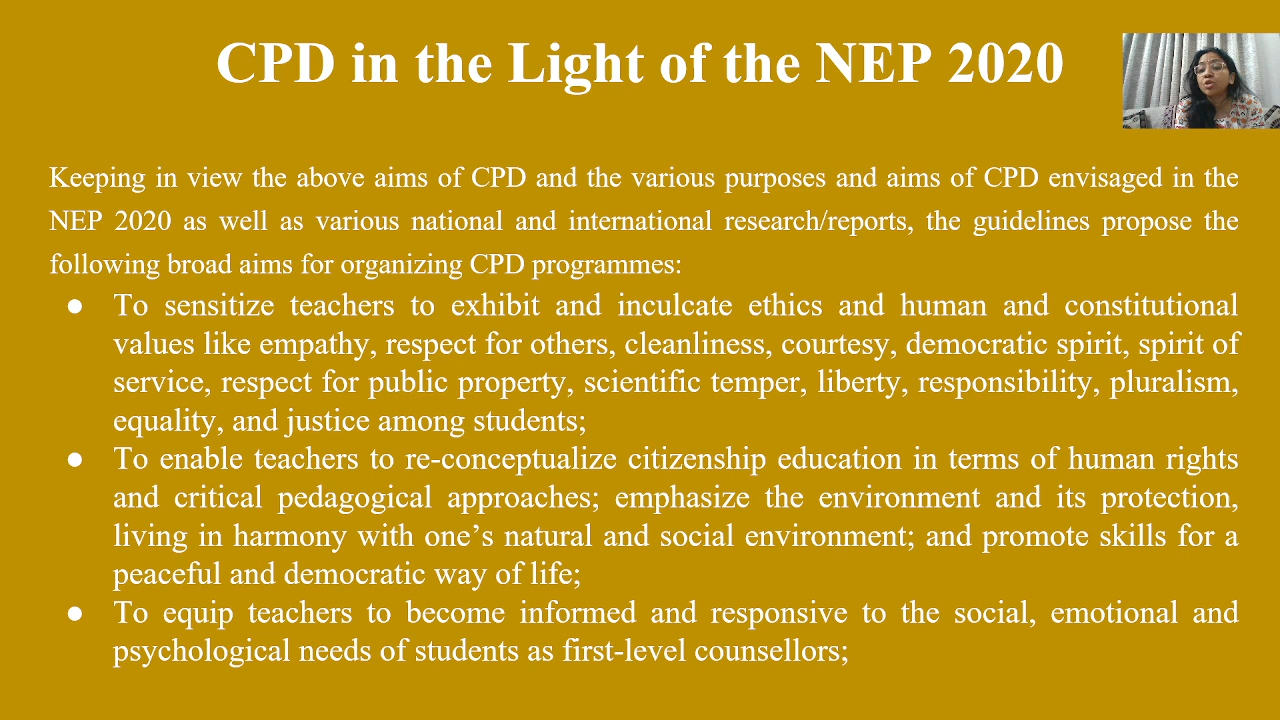 CPD in the Light of the NEP 2020
Keeping in view the above aims of CPD and the various purposes and aims of CPD envisaged in the
NEP 2020 as well as various national and international research/reports, the guidelines propose the
following broad aims for organizing CPD programmes:
● To sensitize teachers to exhibit and inculcate ethics and human and constitutional
values like empathy, respect for others, cleanliness, courtesy, democratic spirit, spirit of
service, respect for public property, scientific temper, liberty, responsibility, pluralism,
equality, and justice among students;
● To enable teachers to re-conceptualize citizenship education in terms of human rights
and critical pedagogical approaches; emphasize the environment and its protection,
living in harmony with one’s natural and social environment; and promote skills for a
peaceful and democratic way of life;
● To equip teachers to become informed and responsive to the social, emotional and
psychological needs of students as first-level counsellors;